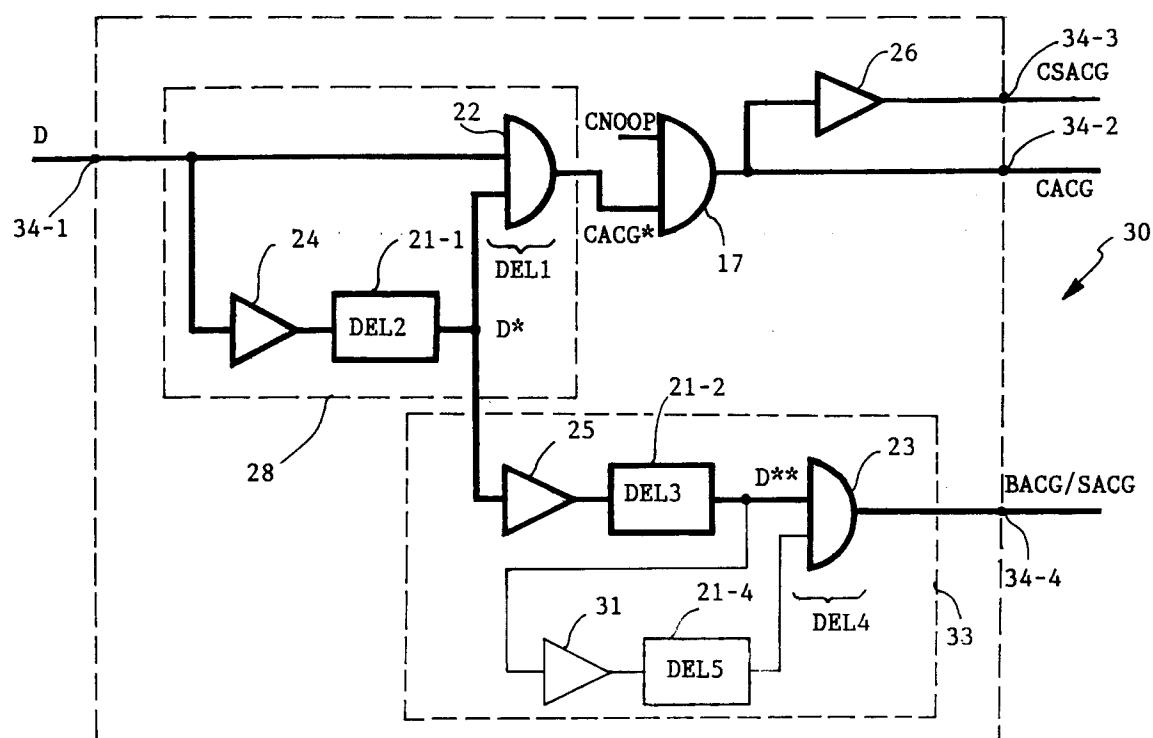 34-3
26
CSACG
22
CNOOP
34-2
D
CACG
34-1
24
21-1
CACG*
17
30
DEL1
DEL2
D*
21-2
25
23
28
D**
BACG/SACG
DEL3
34-4
31
21-4
DEL4
33
DEL5